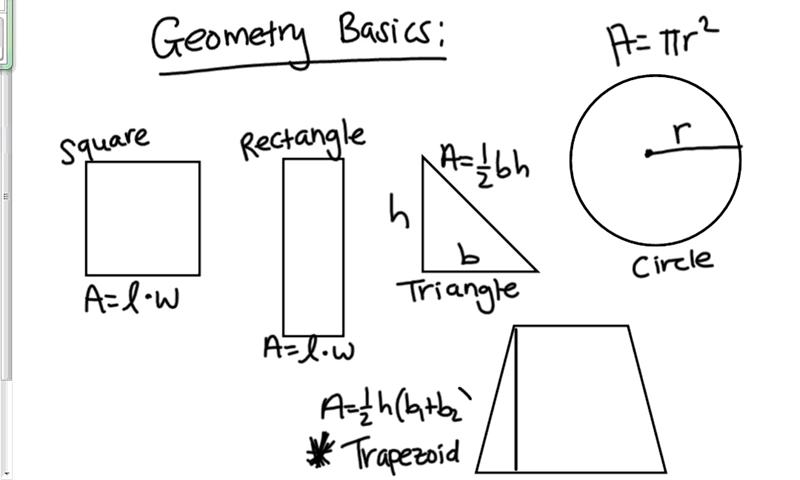 Geometry Basics:
A = πr²
r
Circle
Square
A = l·w
Rectangle
A = l·w
A = ½bh
h
b
Triangle
A = ½h(b₁+b₂)
* Trapezoid